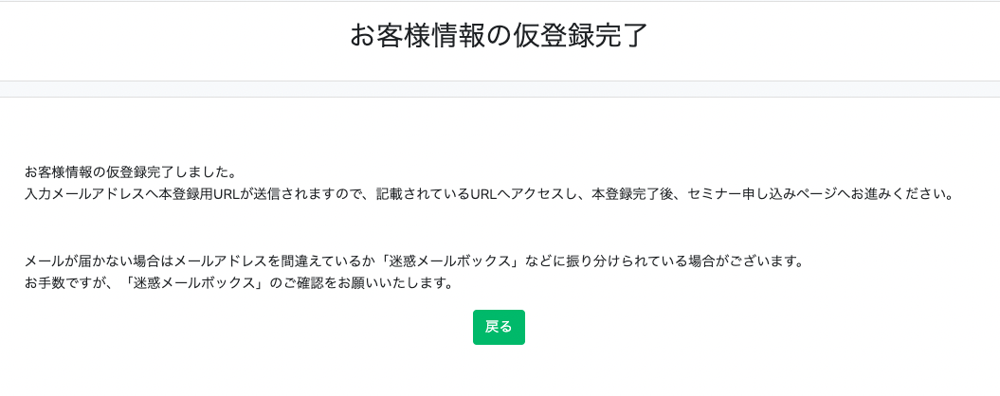 お客様情報の仮登録完了
お客様情報の仮登録完了しました。
入力メールアドレスへ本登録用URLが送信されますので、記載されているURLへアクセスし、本登録完了後、セミナー申し込みページへお進みください。
メールが届かない場合はメールアドレスを間違えているか「迷惑メールボックス」などに振り分けられている場合がございます。
お手数ですが、「迷惑メールボックス」のご確認をお願いいたします。
戻る